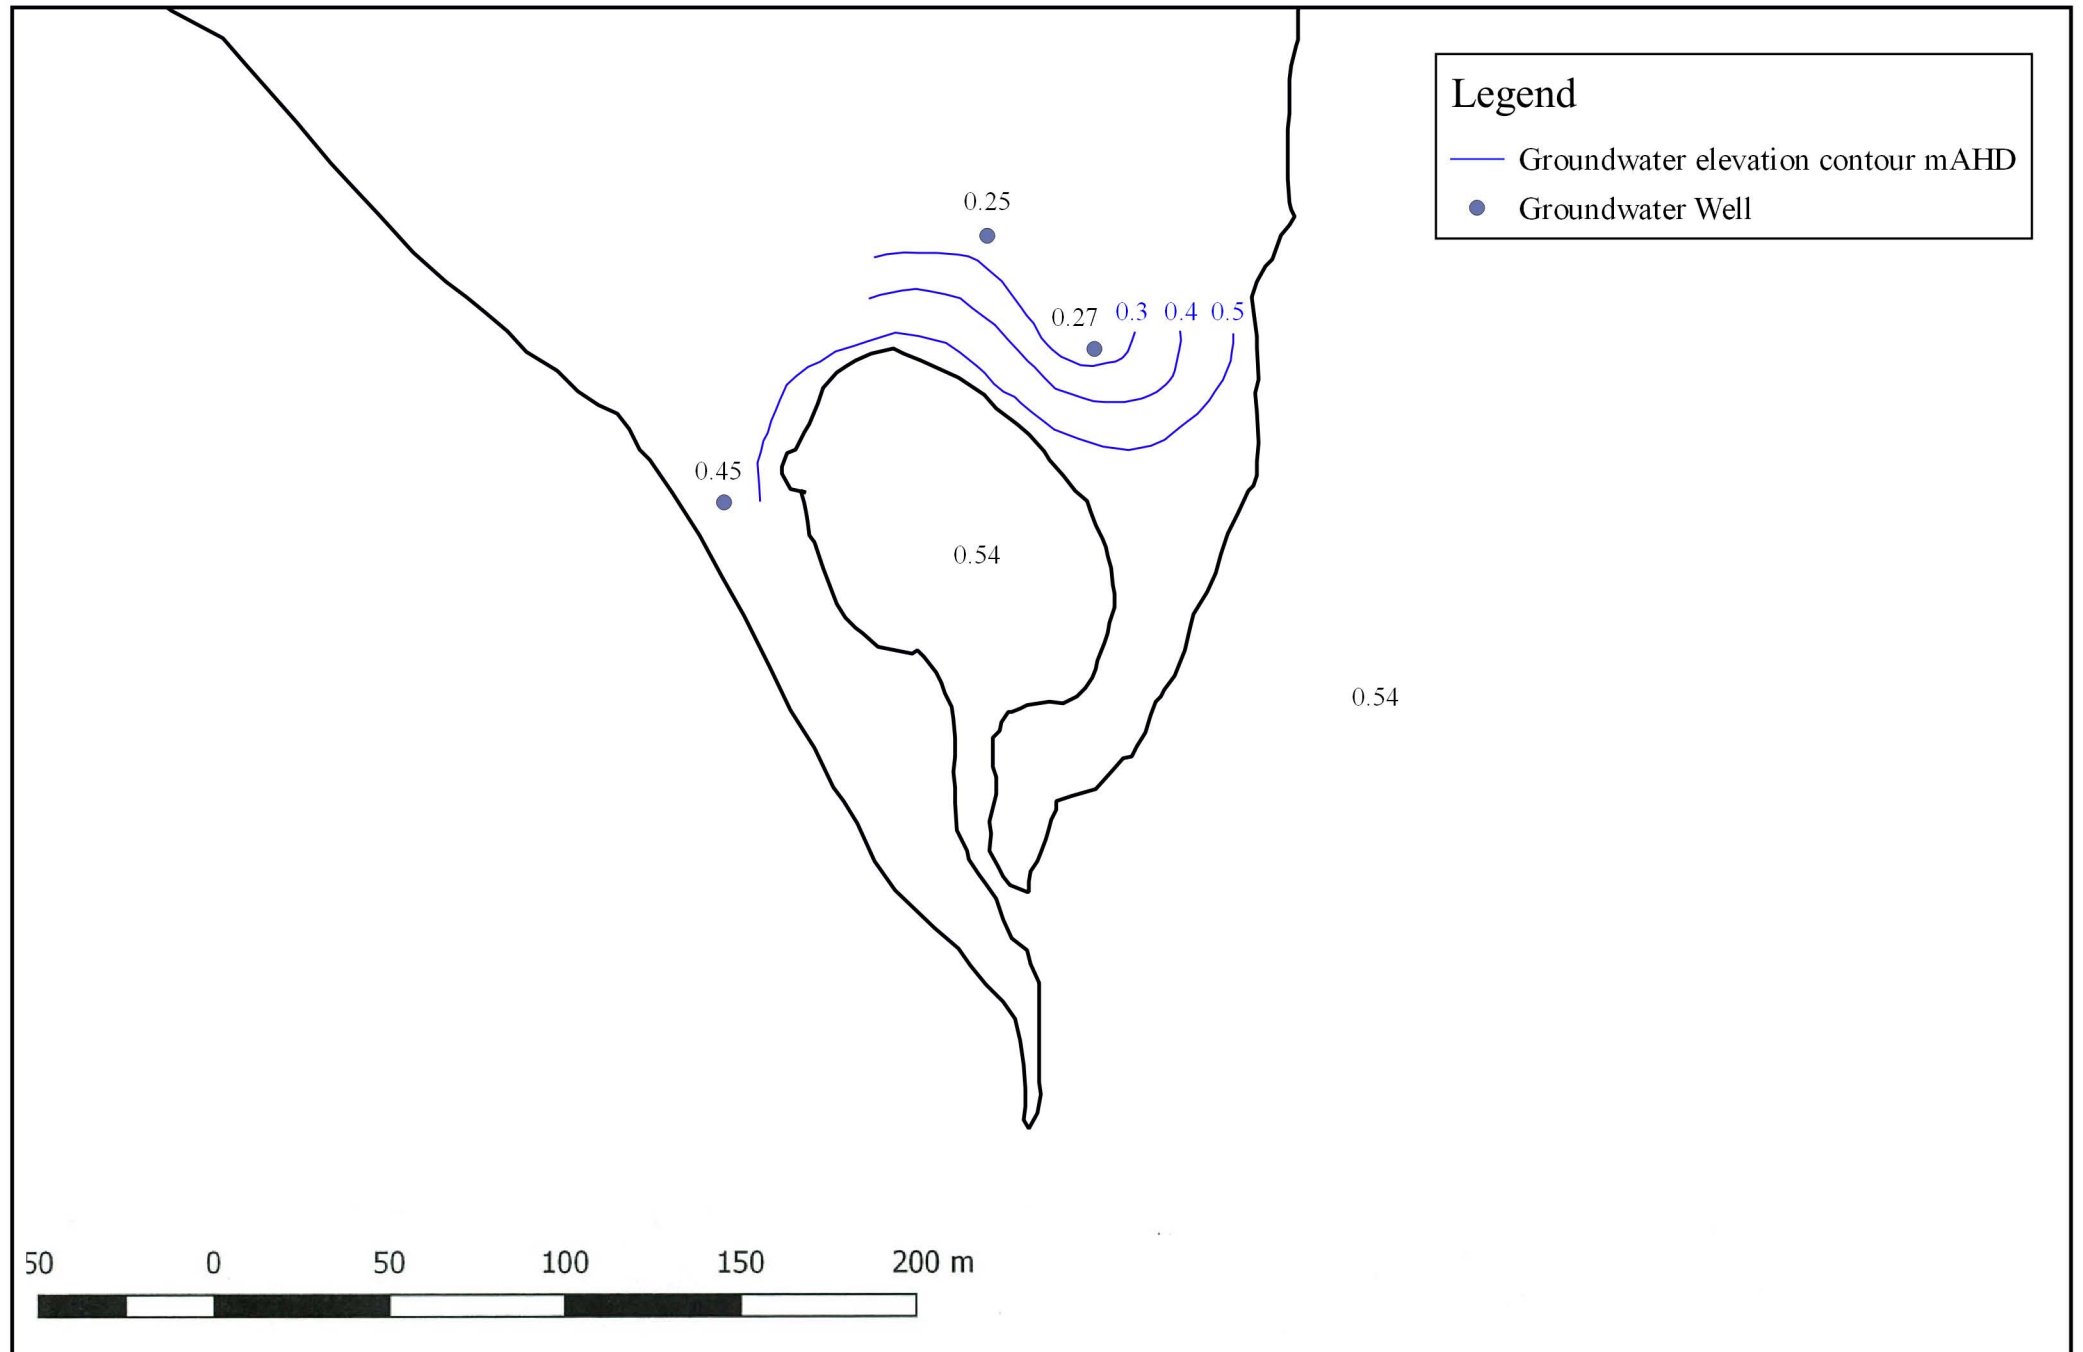 Legend
Groundwater elevation contour mAHD
Groundwater Well
0.25
0.27 0.3 0.4 0.5
0.45
0.54
0.54
50 0 50 100 150 200 m